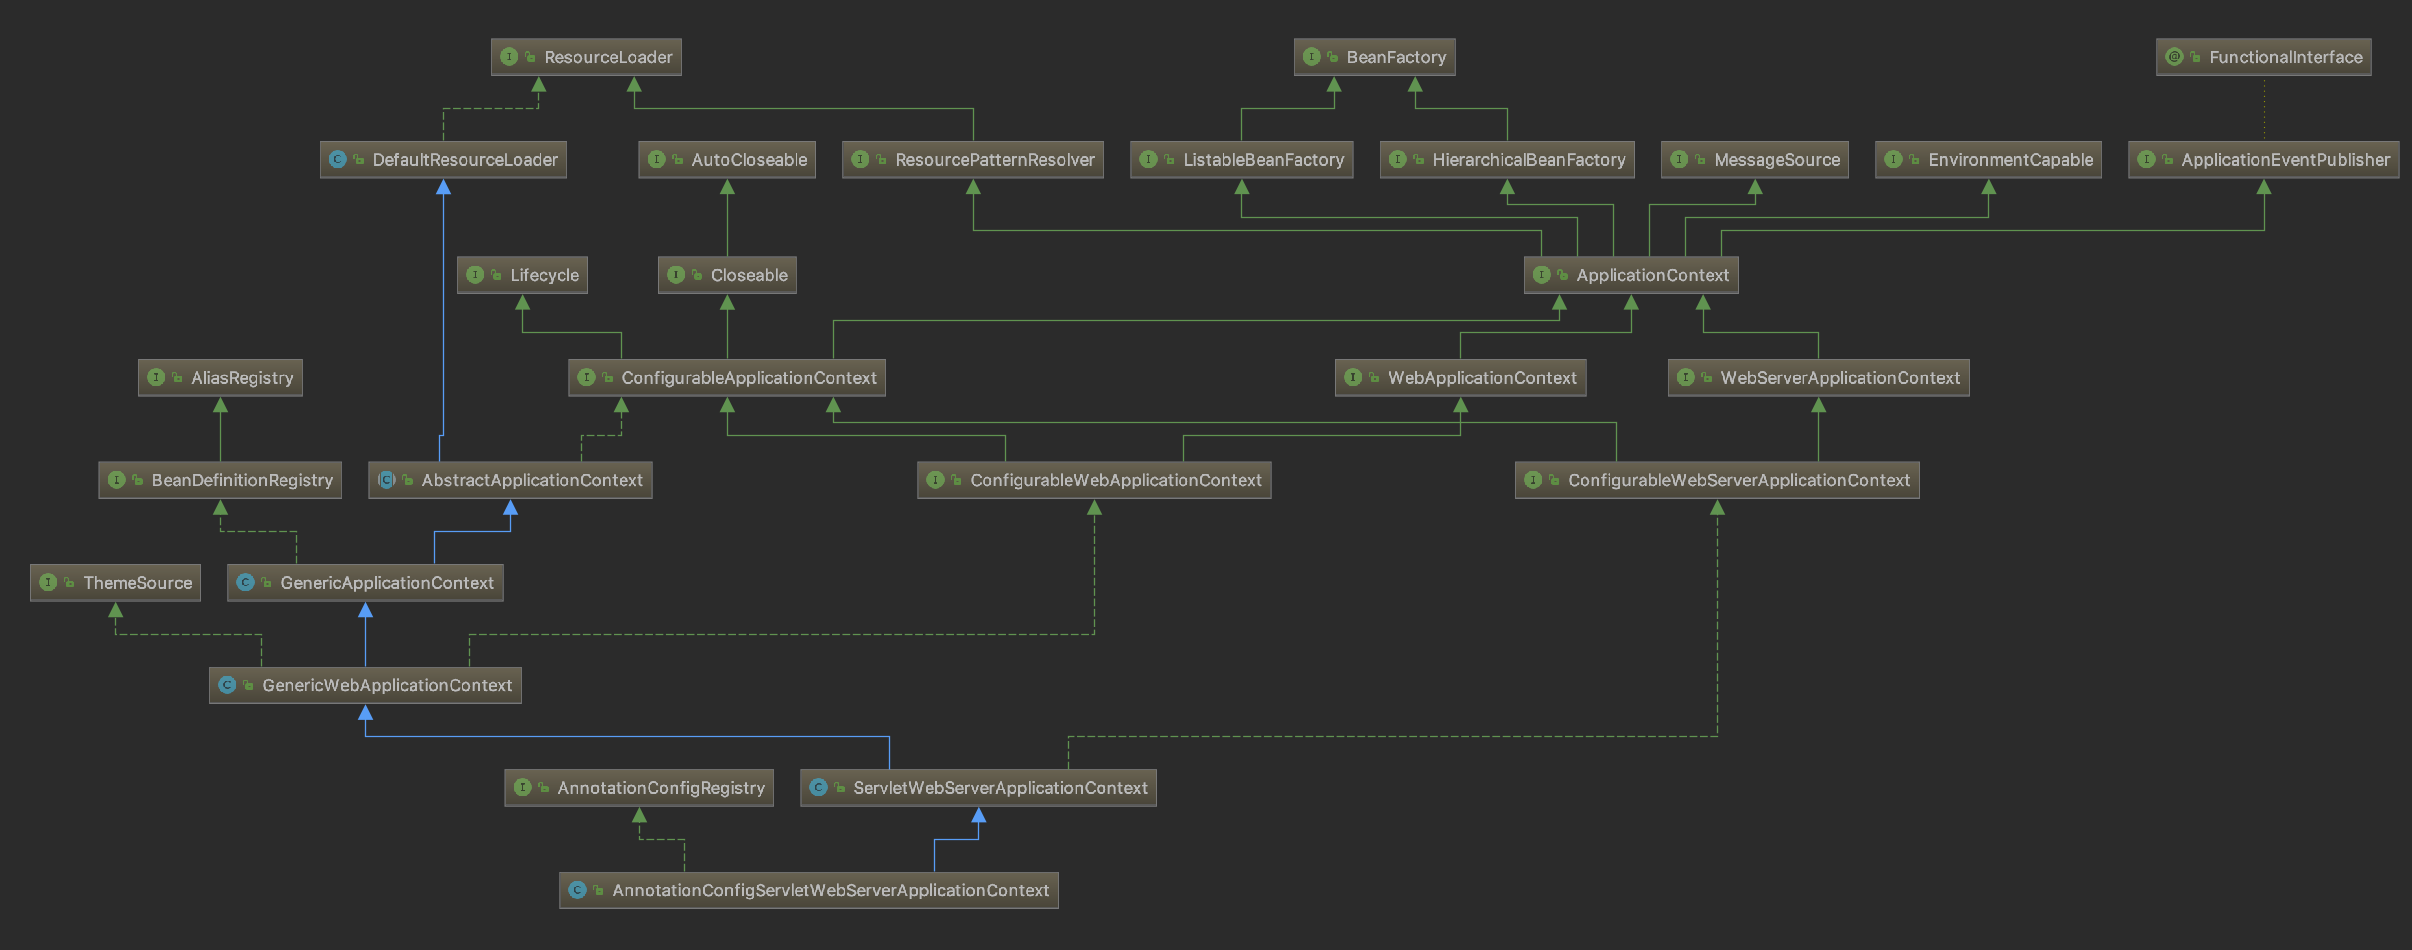 ResourceLoader
BeanFactory
FunctionalInterface
DefaultResourceLoader
AutoCloseable
ResourcePatternResolver
ListableBeanFactory
HierarchicalBeanFactory
MessageSource
EnvironmentCapable
ApplicationEventPublisher
Lifecycle
Closeable
ApplicationContext
AliasRegistry
ConfigurableApplicationContext
WebApplicationContext
WebServerApplicationContext
BeanDefinitionRegistry
AbstractApplicationContext
ConfigurableWebApplicationContext
ConfigurableWebServerApplicationContext
ThemeSource
GenericApplicationContext
GenericWebApplicationContext
AnnotationConfigRegistry
ServletWebServerApplicationContext
AnnotationConfigServletWebServerApplicationContext